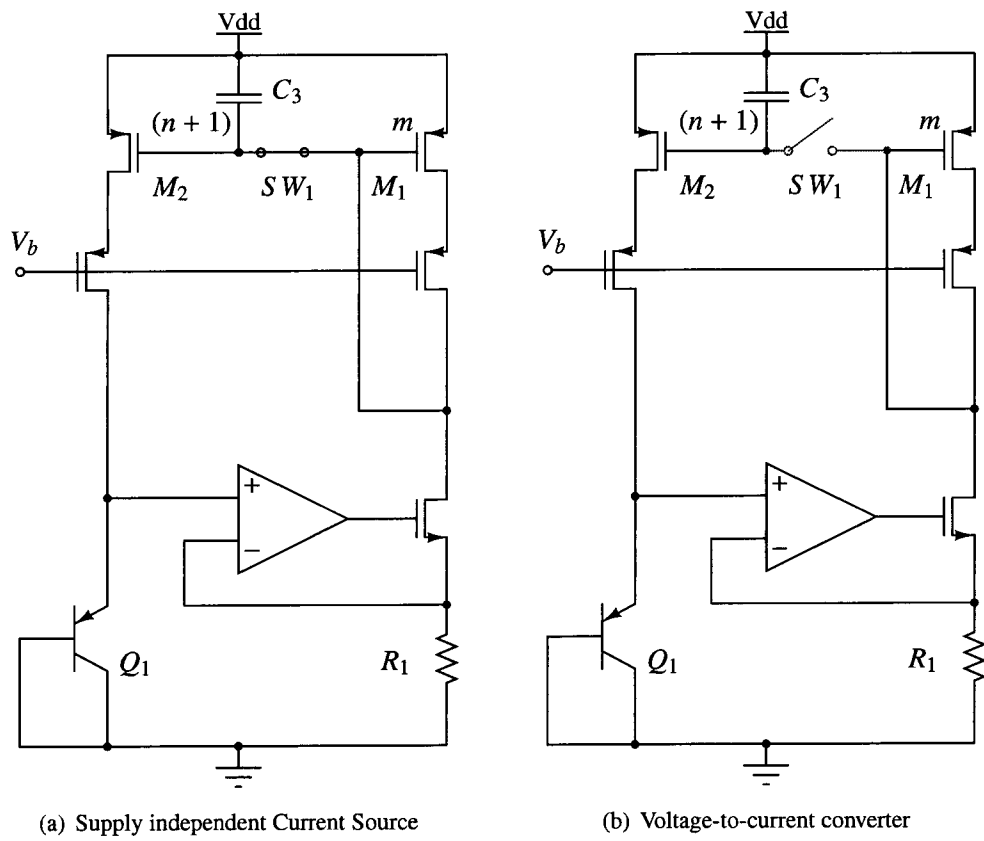 Vdd
C3
(n + 1)
m
M2
SW1
M1
Vb
+
−
Q1
R1
(a) Supply independent Current Source
Vdd
C3
(n + 1)
m
M2
SW1
M1
Vb
+
−
Q1
R1
(b) Voltage-to-current converter